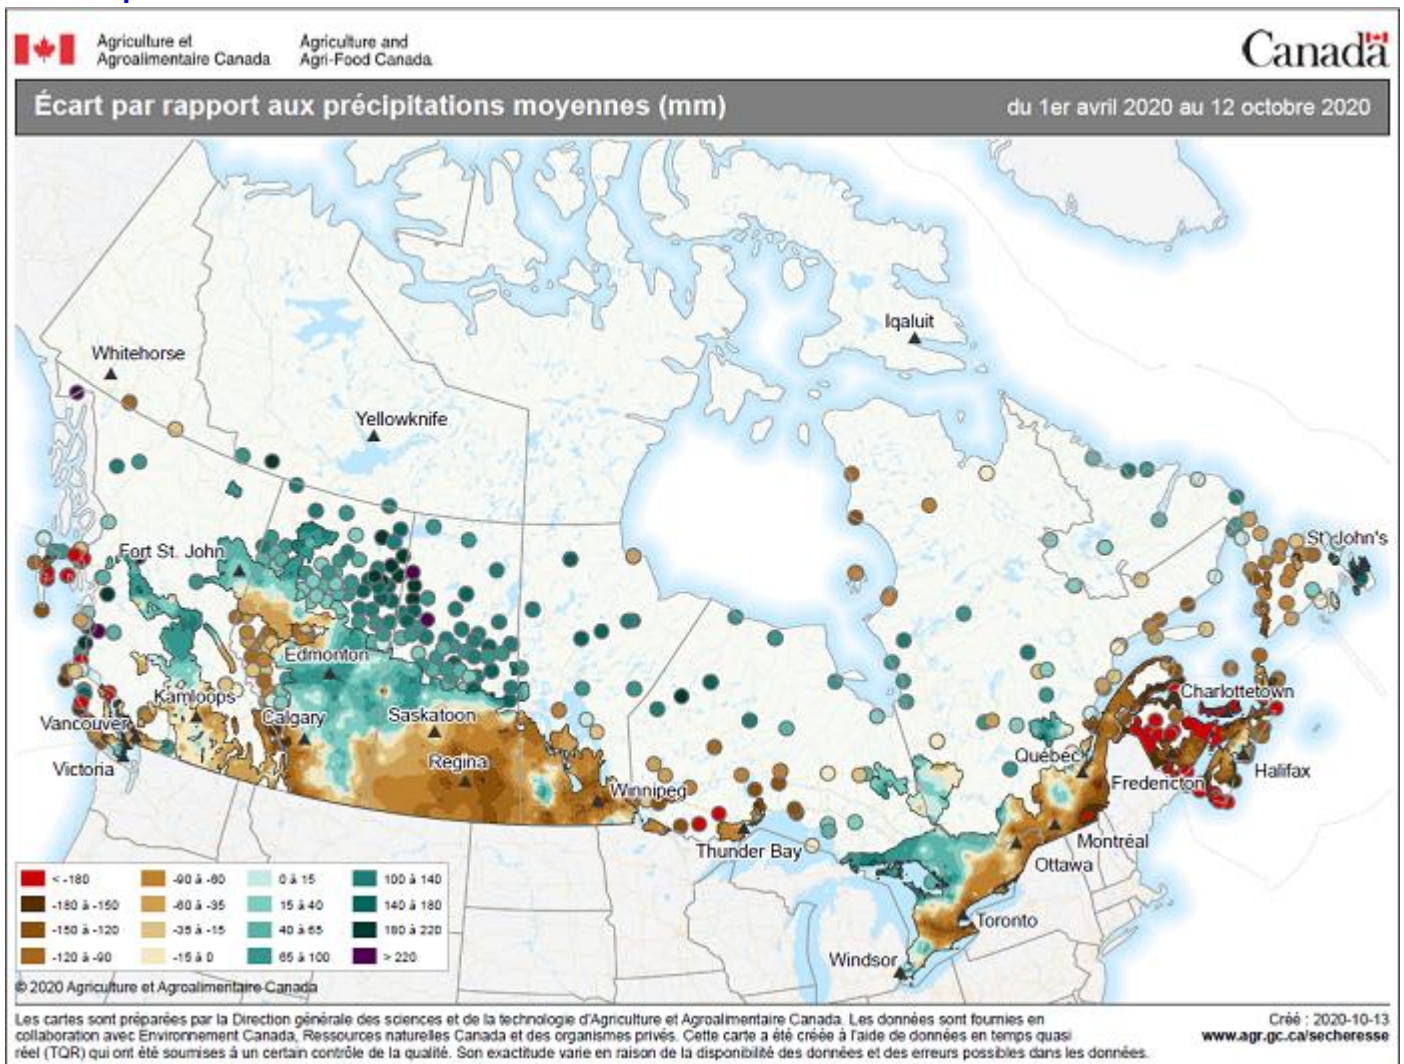 Agriculture et
Agroalimentaire Canada
Agriculture and
Agri-Food Canada
Canada
Écart par rapport aux précipitations moyennes (mm)
du 1er avril 2020 au 12 octobre 2020
Iqaluit
Whitehorse
Yellowknife
St. John's
Fort St. John
Edmonton
Charlottetown
Kamloops
Calgary
Saskatoon
Vancouver
Québec
Regina
Victoria
Halifax
Fredericton
Winnipeg
Montréal
Thunder Bay
Ottawa
Toronto
Windsor
< -180
-180 à -150
-150 à -120
-120 à -90
-90 à -60
-60 à -35
-35 à -15
-15 à 0
0 à 15
15 à 40
40 à 65
65 à 100
100 à 140
140 à 180
180 à 220
> 220
© 2020 Agriculture et Agroalimentaire Canada
Les cartes sont préparées par la Direction générale des sciences et de la technologie d'Agriculture et Agroalimentaire Canada. Les données sont fournies en
collaboration avec Environnement Canada, Ressources naturelles Canada et des organismes privés. Cette carte a été créée à l'aide de données en temps quasi
réel (TQR) qui ont été soumises à un certain contrôle de la qualité. Son exactitude varie en raison de la disponibilité des données et des erreurs possibles dans les données.
Créé : 2020-10-13
www.agr.gc.ca/secheresse